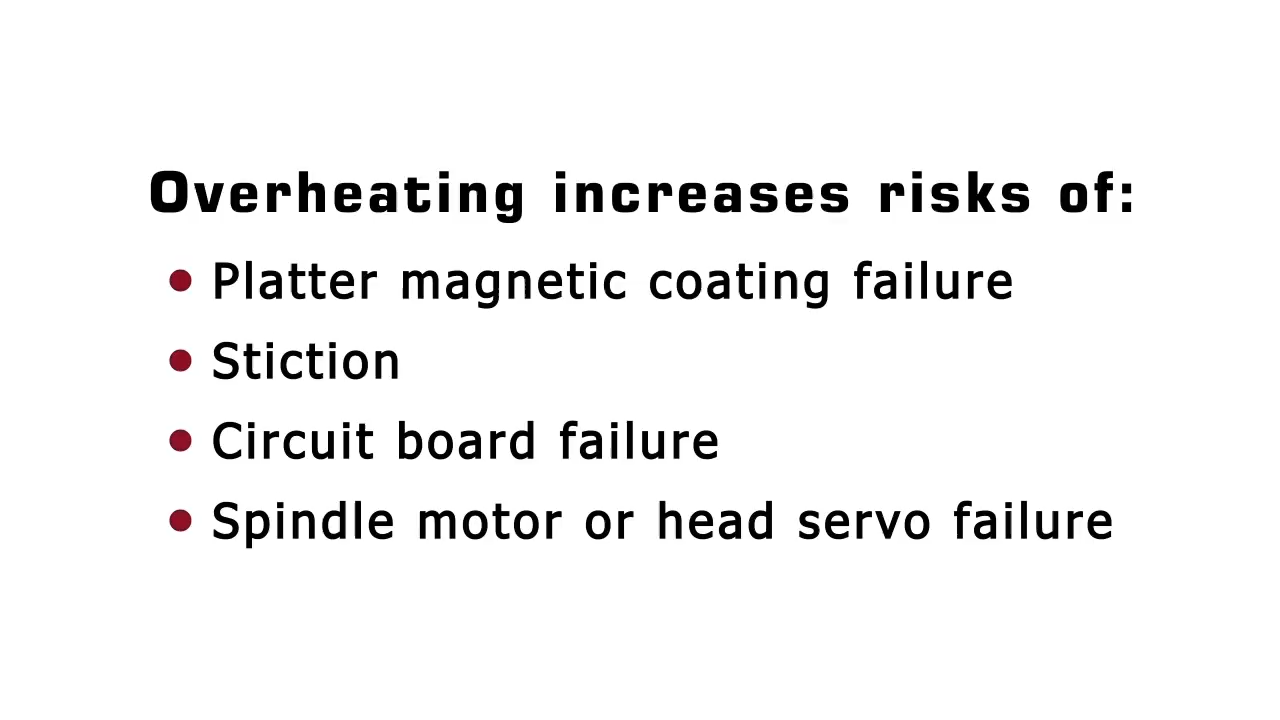 Overheating increases risks of:
Platter magnetic coating failure
Stiction
Circuit board failure
Spindle motor or head servo failure